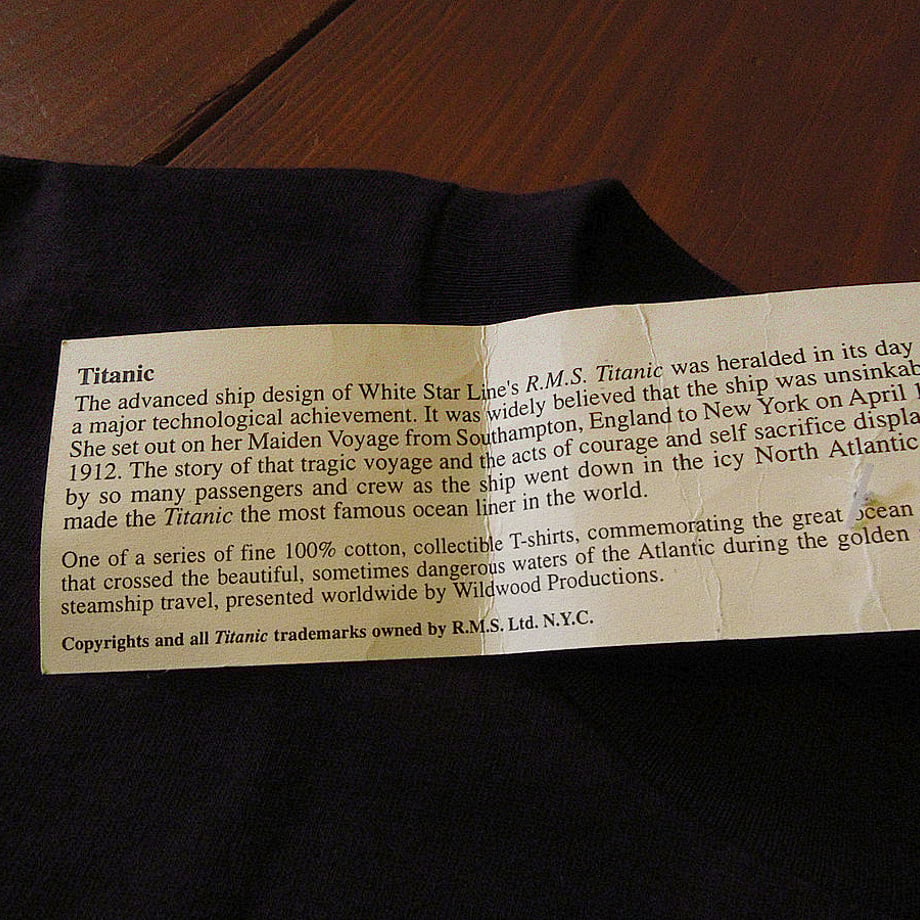 Titanic
The advanced ship design of White Star Line's R.M.S. Titanic was heralded in its day
a major technological achievement. It was widely believed that the ship was
She set out on her Maiden Voyage from Southampton, England to New York on April
1912. The story of that tragic voyage and the acts of courage and self sacrifice
by so many passengers and crew as the ship went down in the icy North Atlantic
made the Titanic the most famous ocean liner in the world.
One of a series of fine 100% cotton, collectible T-shirts, commemorating the great ocean
that crossed the beautiful, sometimes dangerous waters of the Atlantic during the golden
steamship travel, presented worldwide by Wildwood Productions.
Copyrights and all Titanic trademarks owned by R.M.S. Ltd. N.Y.C.